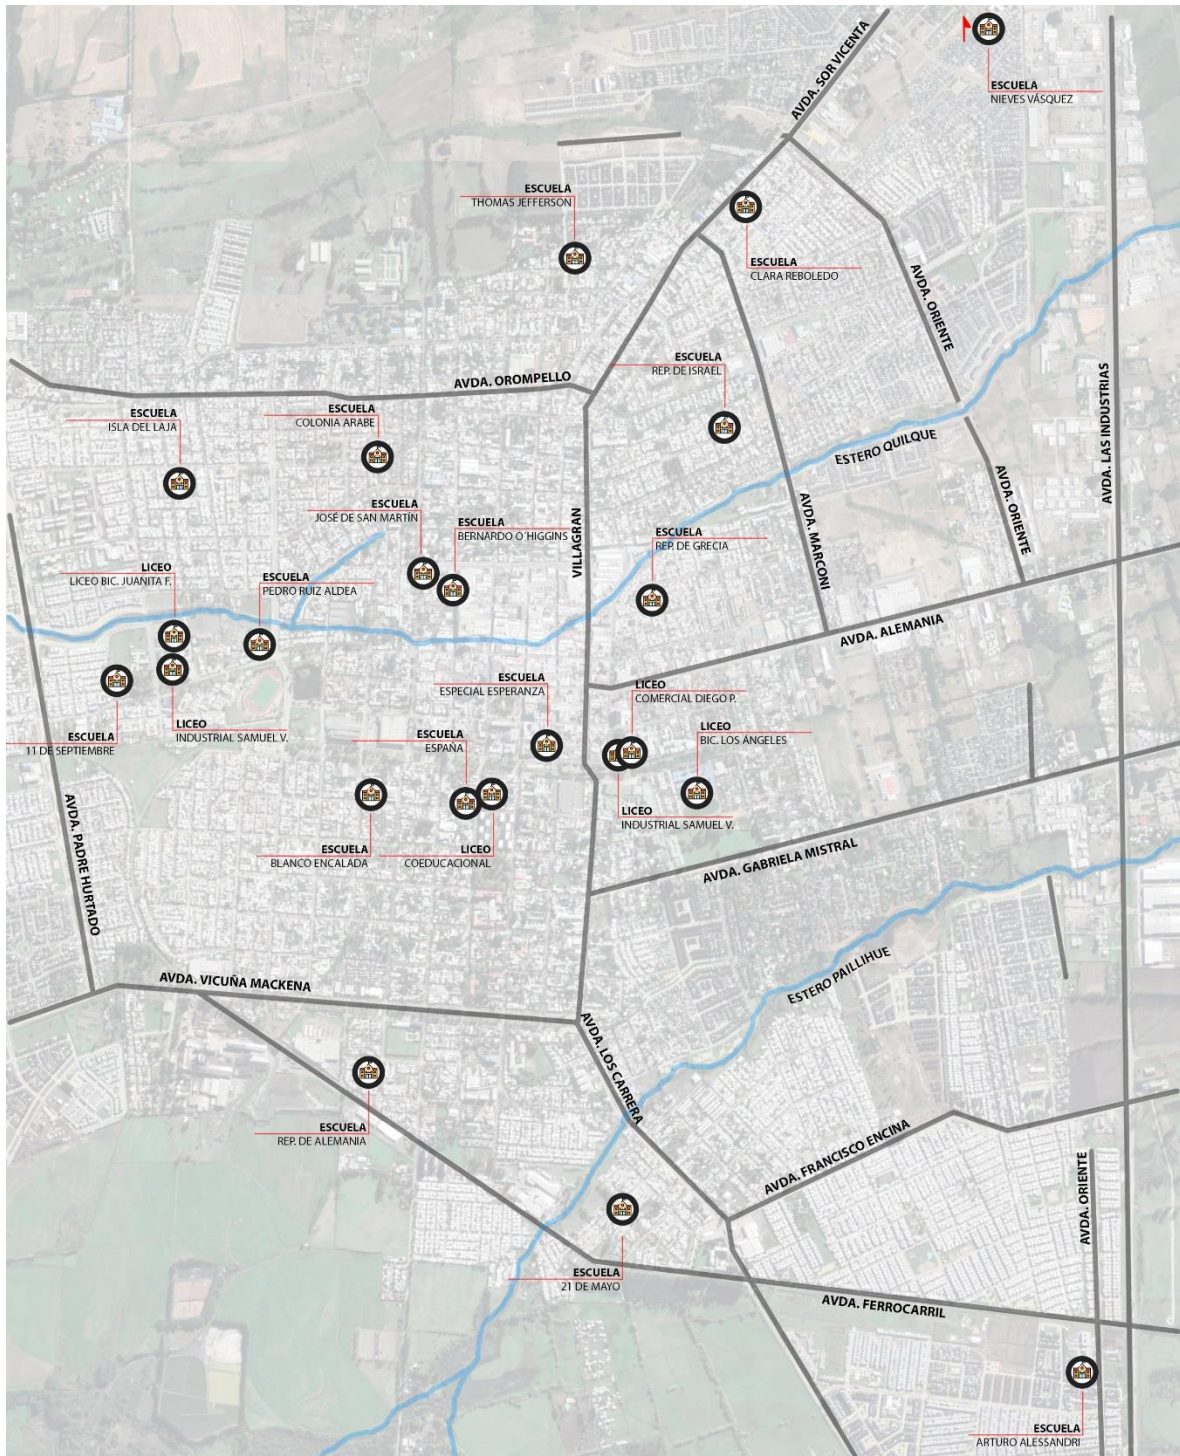 AVDA. SOR VICENTA
ESCUELA
NIEVES VÁSQUEZ
ESCUELA
THOMAS JEFFERSON
ESCUELA
CLARA REBOLEDO
AVDA. ORIENTE
ESCUELA
REP. DE ISRAEL
AVDA. OROMPELLO
AVDA. LAS INDUSTRIAS
ESCUELA
ISLA DEL LAJA
ESCUELA
COLONIA ARABE
ESTERO QUILQUE
ESCUELA
JOSÉ DE SAN MARTÍN
ESCUELA
BERNARDO O´HIGGINS
VILLAGRAN
ESCUELA
REP. DE GRECIA
AVDA. MARCONI
AVDA. ORIENTE
LICEO
LICEO BIC. JUANITA F.
ESCUELA
PEDRO RUIZ ALDEA
AVDA. ALEMANIA
ESCUELA
ESPECIAL ESPERANZA
LICEO
COMERCIAL DIEGO P.
ESCUELA
11 DE SEPTIEMBRE
LICEO
INDUSTRIAL SAMUEL V.
ESCUELA
ESPAÑA
LICEO
BIC. LOS ÁNGELES
LICEO
INDUSTRIAL SAMUEL V.
AVDA. PADRE HURTADO
ESCUELA
BLANCO ENCALADA
LICEO
COEDUCACIONAL
AVDA. GABRIELA MISTRAL
ESTERO PAILLIHUE
AVDA. VICUÑA MACKENA
AVDA. LOS CARRERA
ESCUELA
REP. DE ALEMANIA
AVDA. FRANCISCO ENCINA
AVDA. ORIENTE
ESCUELA
21 DE MAYO
AVDA. FERROCARRIL
ESCUELA
ARTURO ALESSANDRI